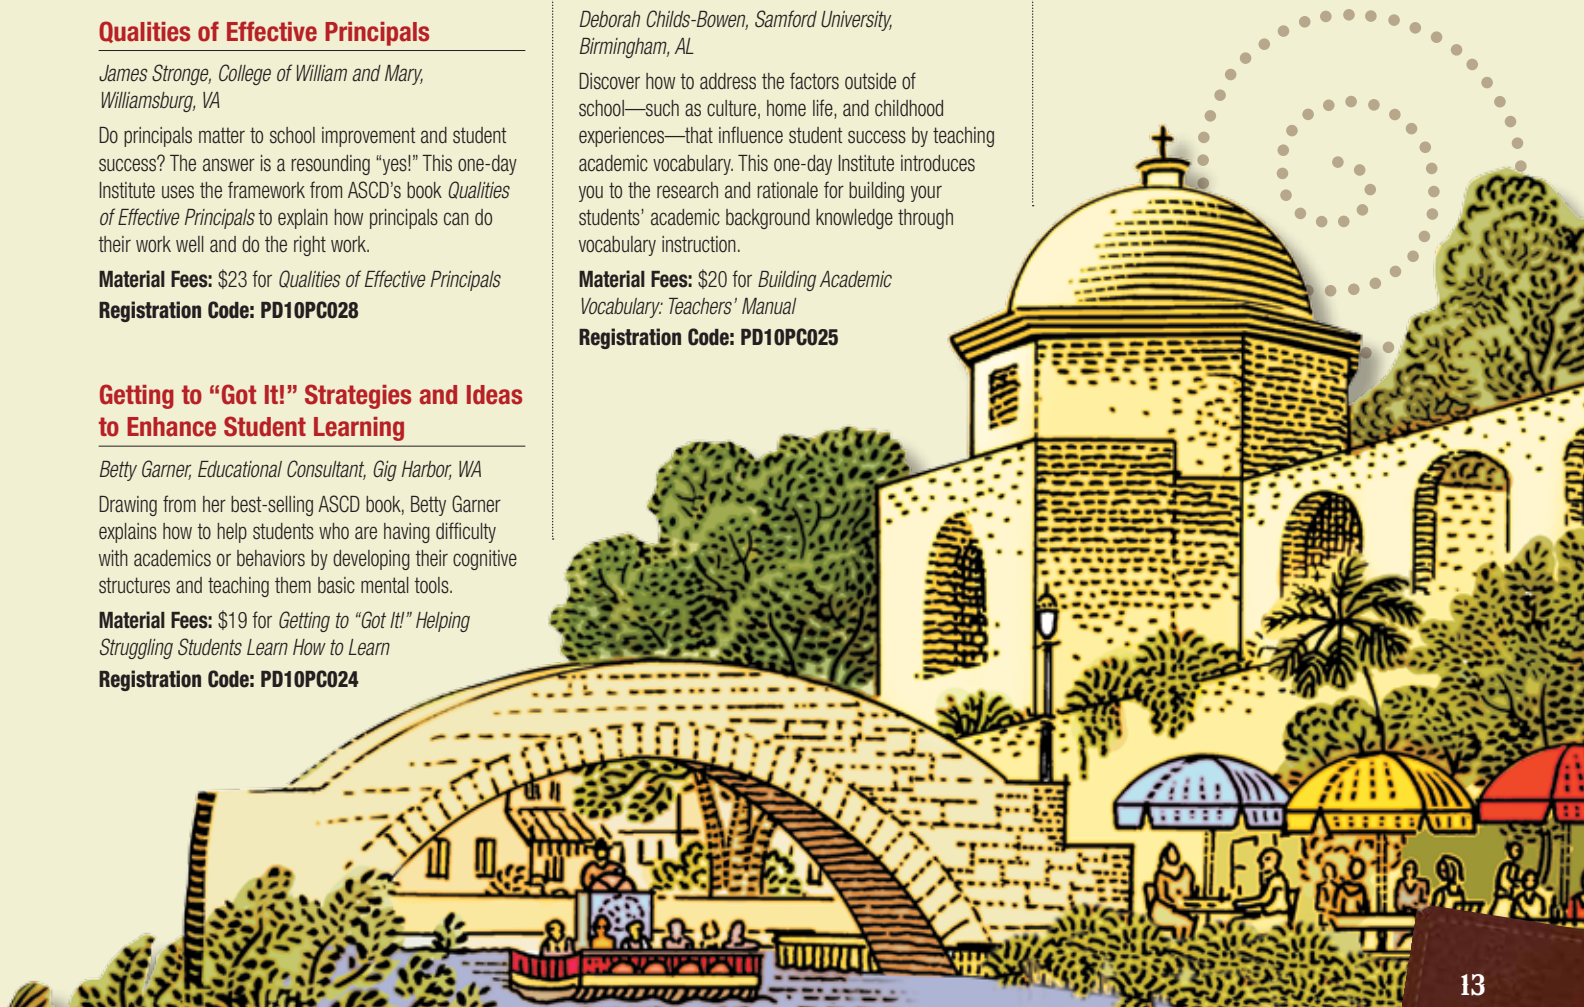 Qualities of Effective Principals
James Stronge, College of William and Mary,
Williamsburg, VA
Do principals matter to school improvement and student
success? The answer is a resounding “yes!” This one-day
Institute uses the framework from ASCD’s book Qualities
of Effective Principals to explain how principals can do
their work well and do the right work.
Material Fees: $23 for Qualities of Effective Principals
Registration Code: PD10PC028
Getting to “Got It!” Strategies and Ideas
to Enhance Student Learning
Betty Garner, Educational Consultant, Gig Harbor, WA
Drawing from her best-selling ASCD book, Betty Garner
explains how to help students who are having difficulty
with academics or behaviors by developing their cognitive
structures and teaching them basic mental tools.
Material Fees: $19 for Getting to “Got It!” Helping
Struggling Students Learn How to Learn
Registration Code: PD10PC024
Deborah Childs-Bowen, Samford University,
Birmingham, AL
Discover how to address the factors outside of
school—such as culture, home life, and childhood
experiences—that influence student success by teaching
academic vocabulary. This one-day Institute introduces
you to the research and rationale for building your
students’ academic background knowledge through
vocabulary instruction.
Material Fees: $20 for Building Academic
Vocabulary: Teachers’ Manual
Registration Code: PD10PC025
13